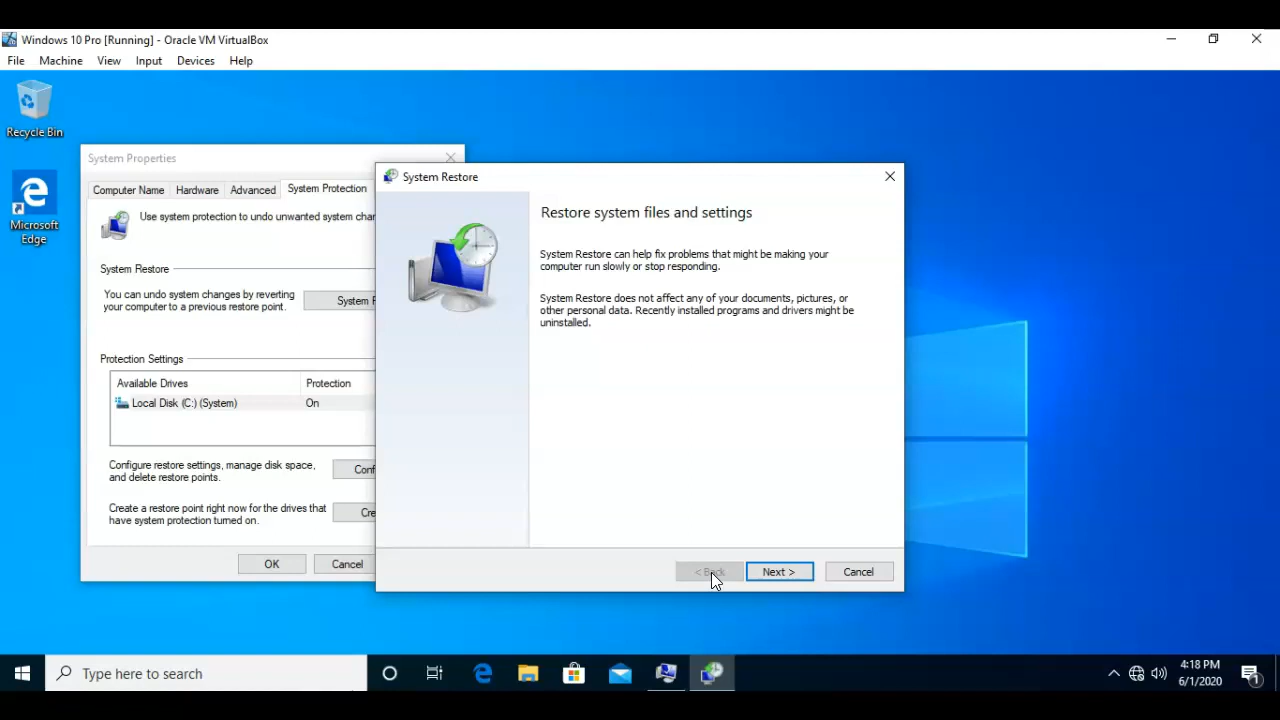 Windows 10 Pro [Running] - Oracle VM VirtualBox
File Machine View Input Devices Help
Recycle Bin
Microsoft
Edge
System Properties
Computer Name Hardware Advanced System Protection
Use system protection to undo unwanted system
System Restore
You can undo system changes by reverting
your computer to a previous restore point.
System
Protection Settings
Available Drives Protection
Local Disk (C:) (System) On
Configure restore settings, manage disk space,
and delete restore points.
Create a restore point right now for the drives that
have system protection turned on.
OK Cancel
System Restore
Restore system files and settings
System Restore can help fix problems that might be making your
computer run slowly or stop responding.
System Restore does not affect any of your documents, pictures, or
other personal data. Recently installed programs and drivers might be
uninstalled.
< Back Next > Cancel
Type here to search
4:18 PM
6/1/2020
1